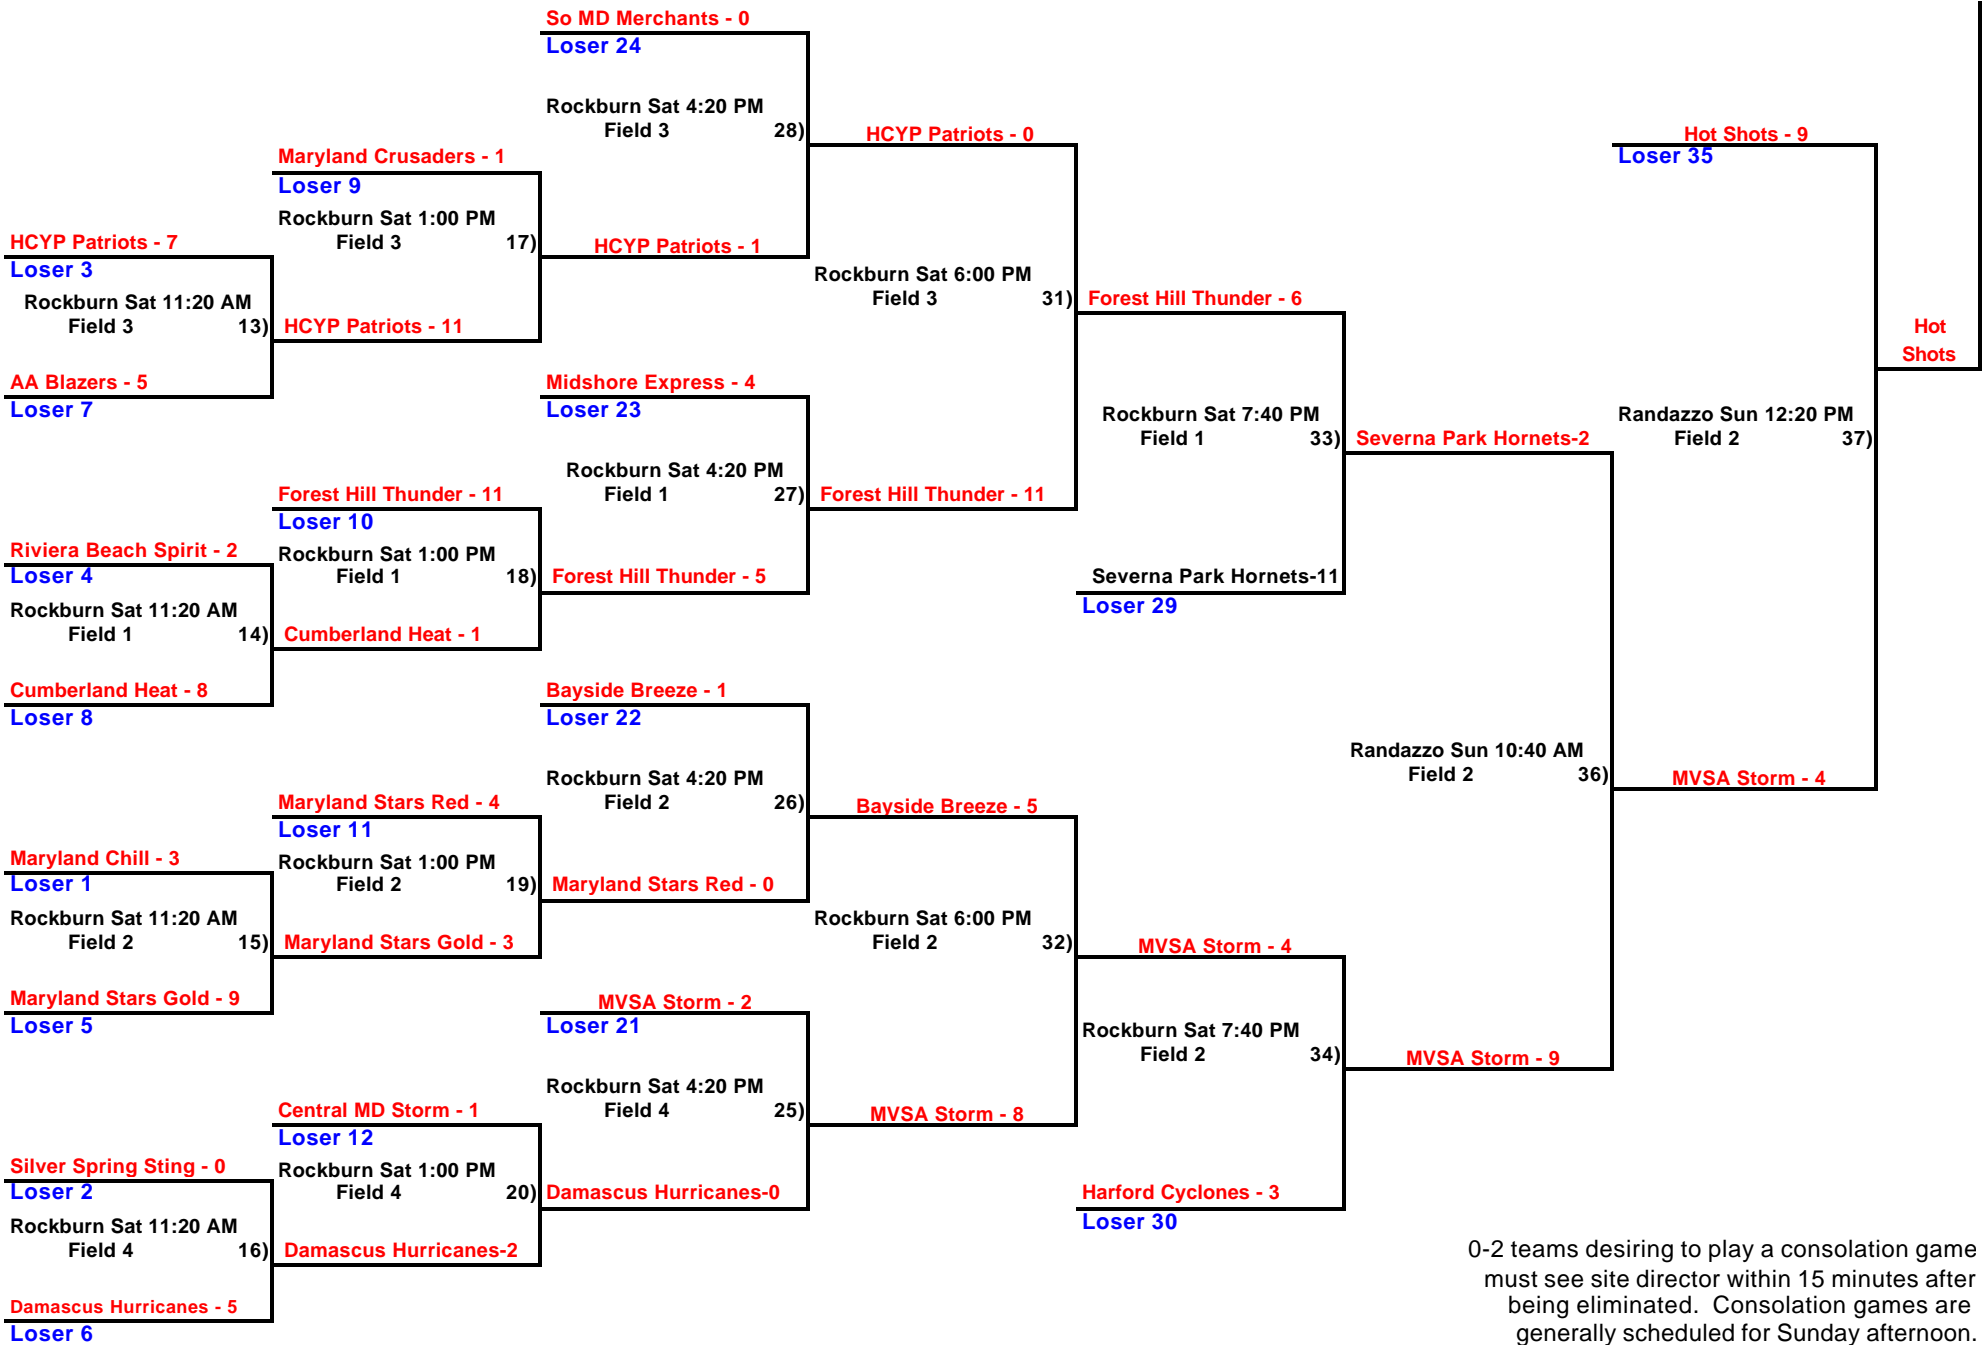 So MD Merchants - 0
Loser 24
Rockburn Sat 4:20 PM
Field 3 28)
HCYP Patriots - 0
Hot Shots - 9
Loser 35
Maryland Crusaders - 1
Loser 9
Rockburn Sat 1:00 PM
Field 3 17)
HCYP Patriots - 7
Loser 3
HCYP Patriots - 1
Rockburn Sat 6:00 PM
Field 3 31)
Forest Hill Thunder - 6
Rockburn Sat 11:20 AM
Field 3 13)
HCYP Patriots - 11
Hot
Shots
AA Blazers - 5
Loser 7
Midshore Express - 4
Loser 23
Rockburn Sat 7:40 PM
Field 1 33)
Severna Park Hornets-2
Randazzo Sun 12:20 PM
Field 2 37)
Rockburn Sat 4:20 PM
Field 1 27)
Forest Hill Thunder - 11
Forest Hill Thunder - 11
Loser 10
Rockburn Sat 1:00 PM
Field 1 18)
Forest Hill Thunder - 5
Riviera Beach Spirit - 2
Loser 4
Severna Park Hornets-11
Loser 29
Rockburn Sat 11:20 AM
Field 1 14)
Cumberland Heat - 1
Cumberland Heat - 8
Loser 8
Bayside Breeze - 1
Loser 22
Randazzo Sun 10:40 AM
Field 2 36)
MVSA Storm - 4
Rockburn Sat 4:20 PM
Field 2 26)
Bayside Breeze - 5
Maryland Stars Red - 4
Loser 11
Rockburn Sat 1:00 PM
Field 2 19)
Maryland Stars Red - 0
Maryland Chill - 3
Loser 1
Rockburn Sat 11:20 AM
Field 2 15)
Maryland Stars Gold - 3
Rockburn Sat 6:00 PM
Field 2 32)
MVSA Storm - 4
Maryland Stars Gold - 9
Loser 5
MVSA Storm - 2
Loser 21
Rockburn Sat 7:40 PM
Field 2 34)
MVSA Storm - 9
Rockburn Sat 4:20 PM
Field 4 25)
MVSA Storm - 8
Central MD Storm - 1
Loser 12
Rockburn Sat 1:00 PM
Field 4 20)
Damascus Hurricanes-0
Silver Spring Sting - 0
Loser 2
Harford Cyclones - 3
Loser 30
Rockburn Sat 11:20 AM
Field 4 16)
Damascus Hurricanes-2
Damascus Hurricanes - 5
Loser 6
0-2 teams desiring to play a consolation game
must see site director within 15 minutes after
being eliminated. Consolation games are
generally scheduled for Sunday afternoon.